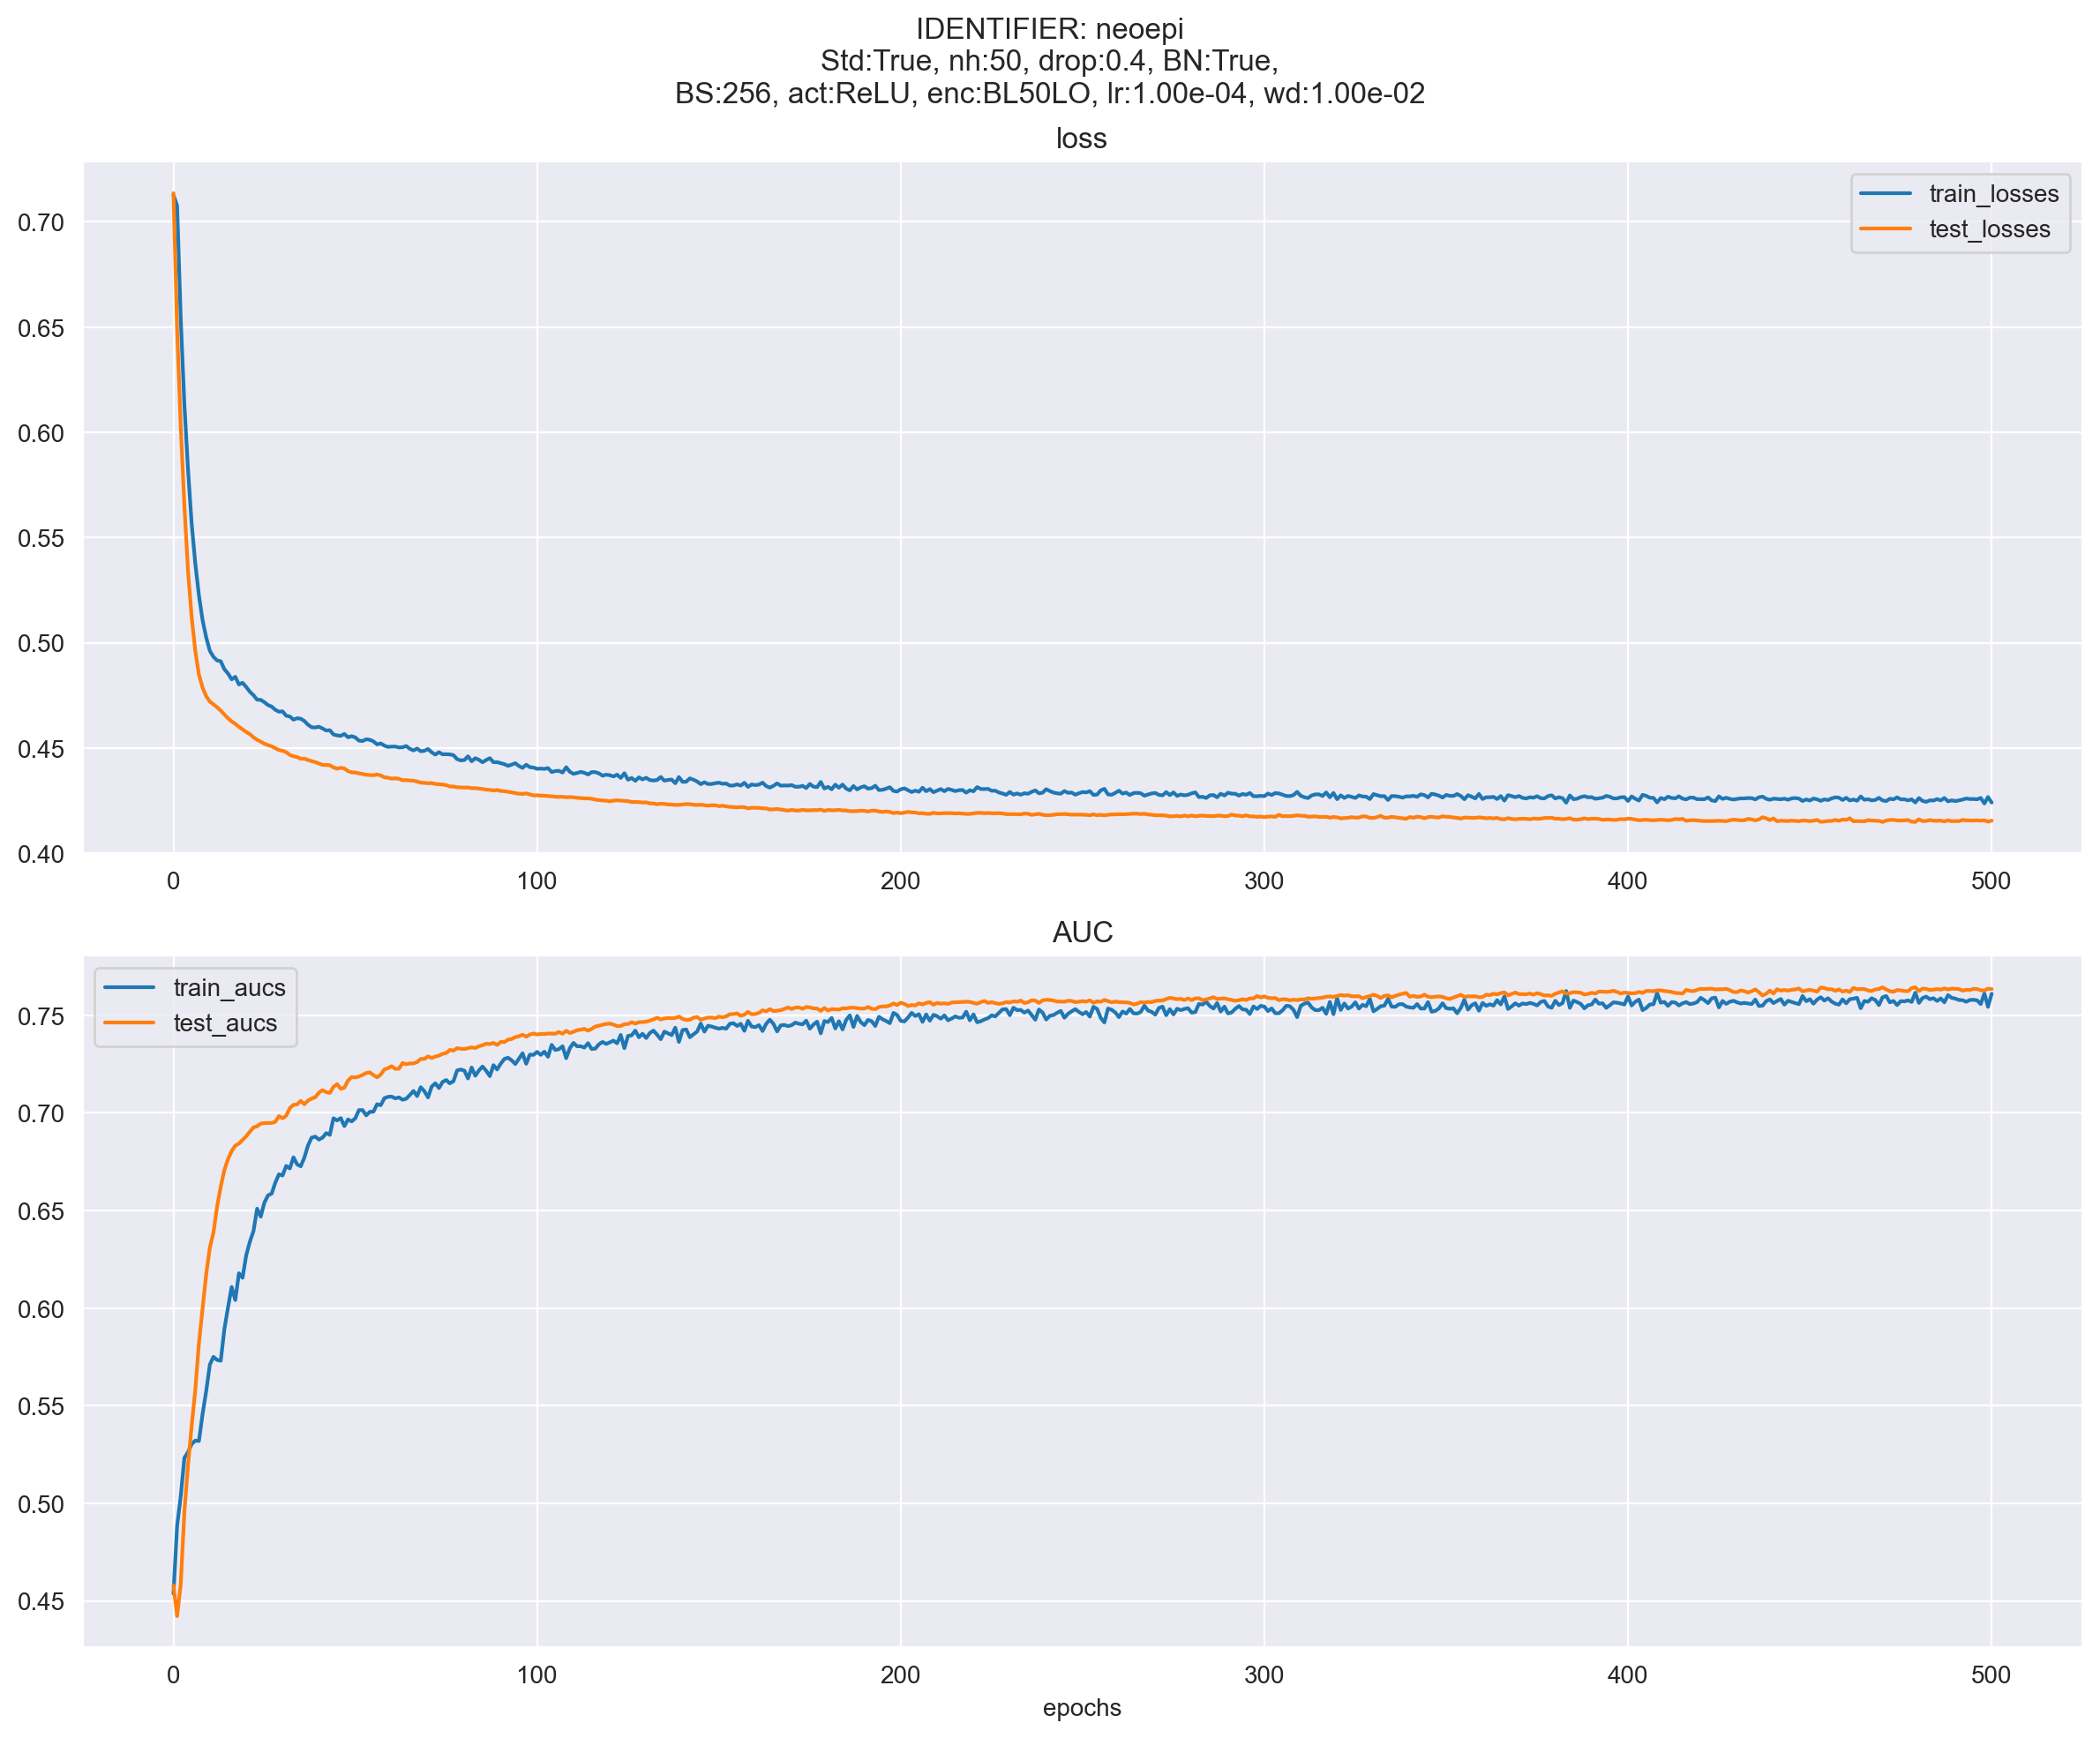 IDENTIFIER: neoepi
Std:True, nh:50, drop:0.4, BN:True,
BS:256, act:ReLU, enc:BL50LO, lr:1.00e-04, wd:1.00e-02
loss
train_losses
test_losses
0.70
0.65
0.60
0.55
0.50
0.45
0.40
0 100 200 300 400 500
AUC
train_aucs
test_aucs
0.75
0.70
0.65
0.60
0.55
0.50
0.45
0 100 200 300 400 500
epochs